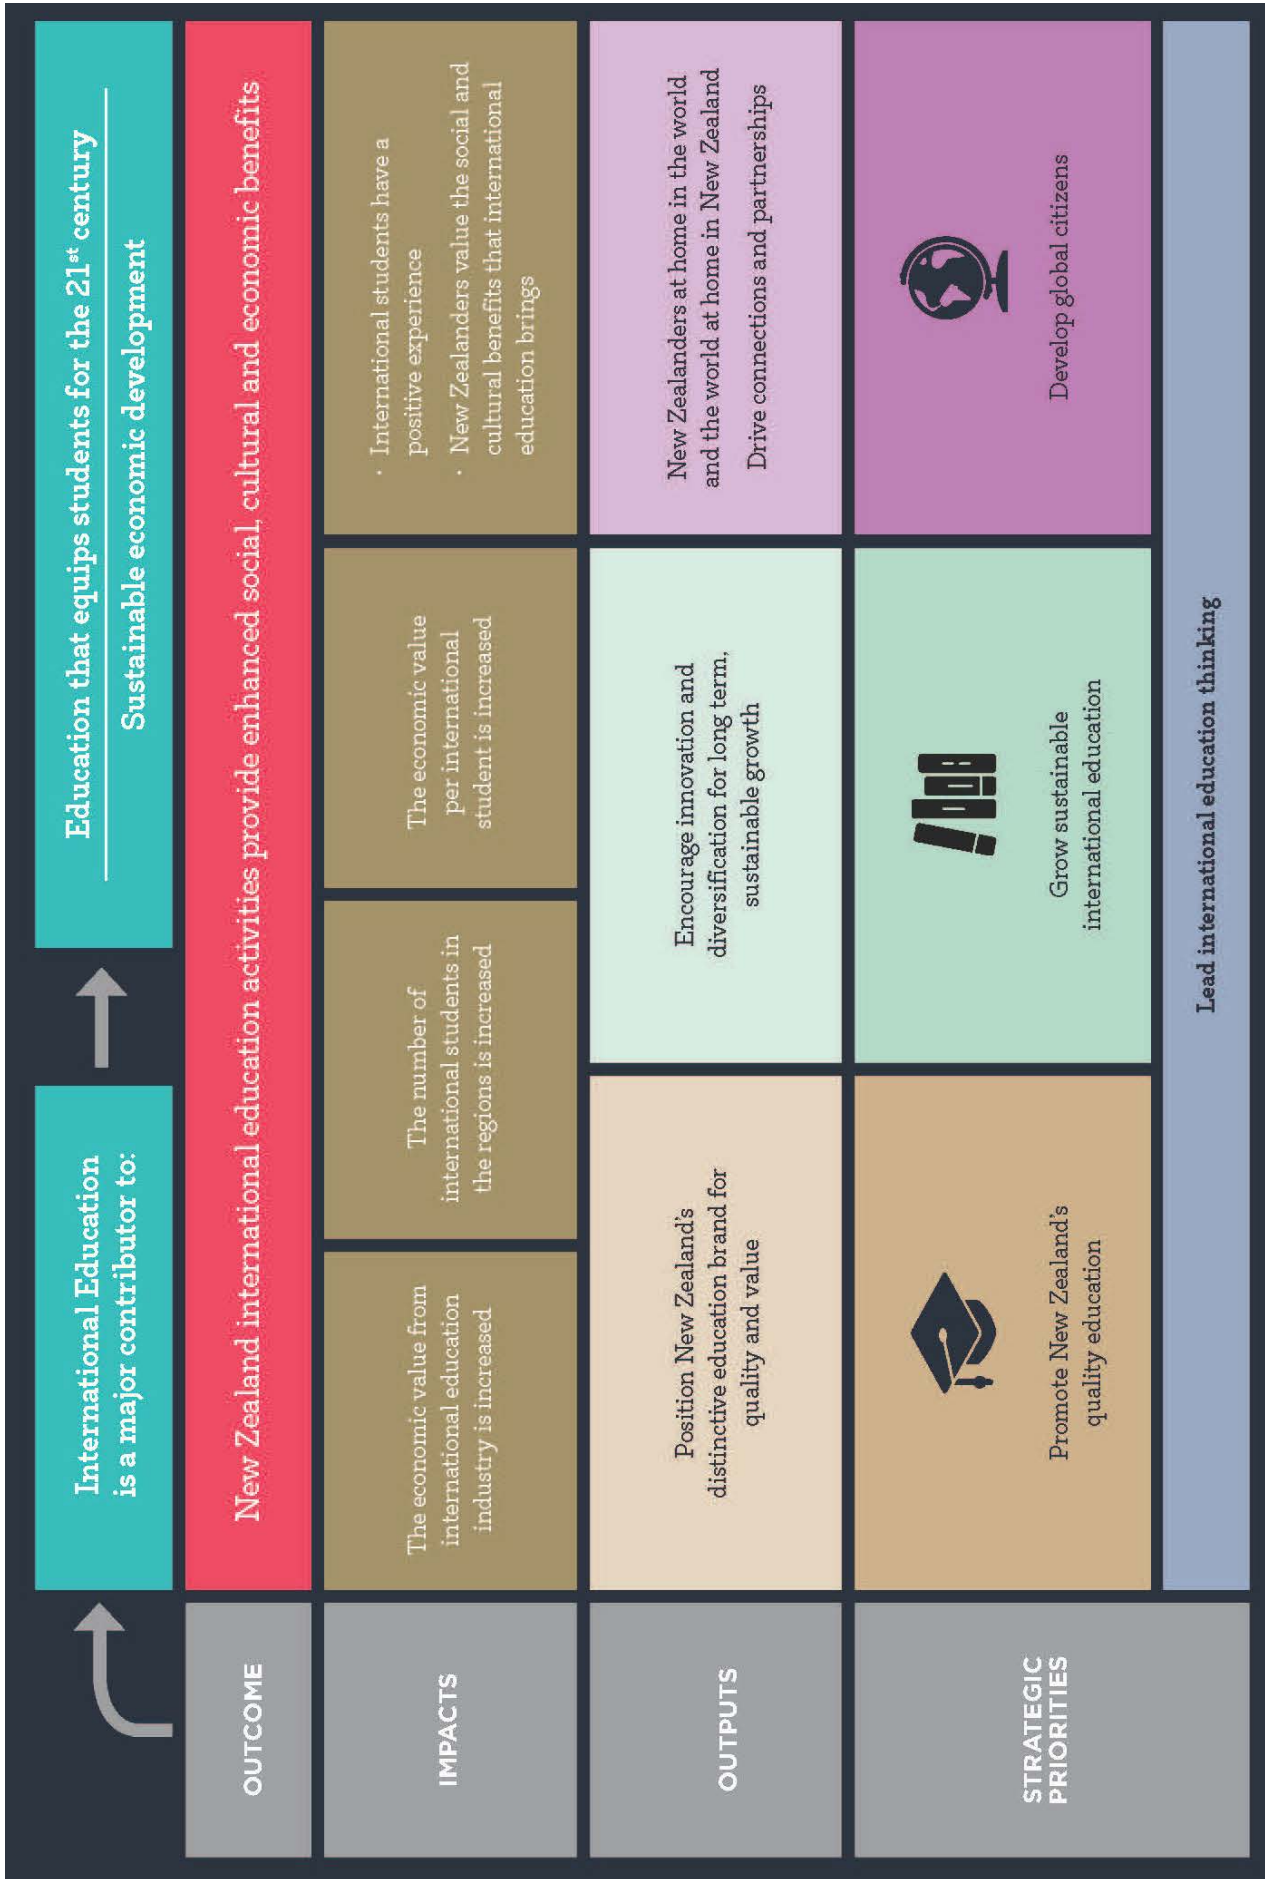 International Education
is a major contributor to:
Education that equips students for the 21st century
Sustainable economic development
OUTCOME
New Zealand international education activities provide enhanced social, cultural and economic benefits
IMPACTS
The economic value from
international education
industry is increased
The number of
international students in
the regions is increased
The economic value
per international
student is increased
· International students have a
positive experience
· New Zealanders value the social and
cultural benefits that international
education brings
OUTPUTS
Position New Zealand's
distinctive education brand for
quality and value
Encourage innovation and
diversification for long term,
sustainable growth
New Zealanders at home in the world
and the world at home in New Zealand
Drive connections and partnerships
STRATEGIC
PRIORITIES
Promote New Zealand's
quality education
Grow sustainable
international education
Develop global citizens
Lead international education thinking